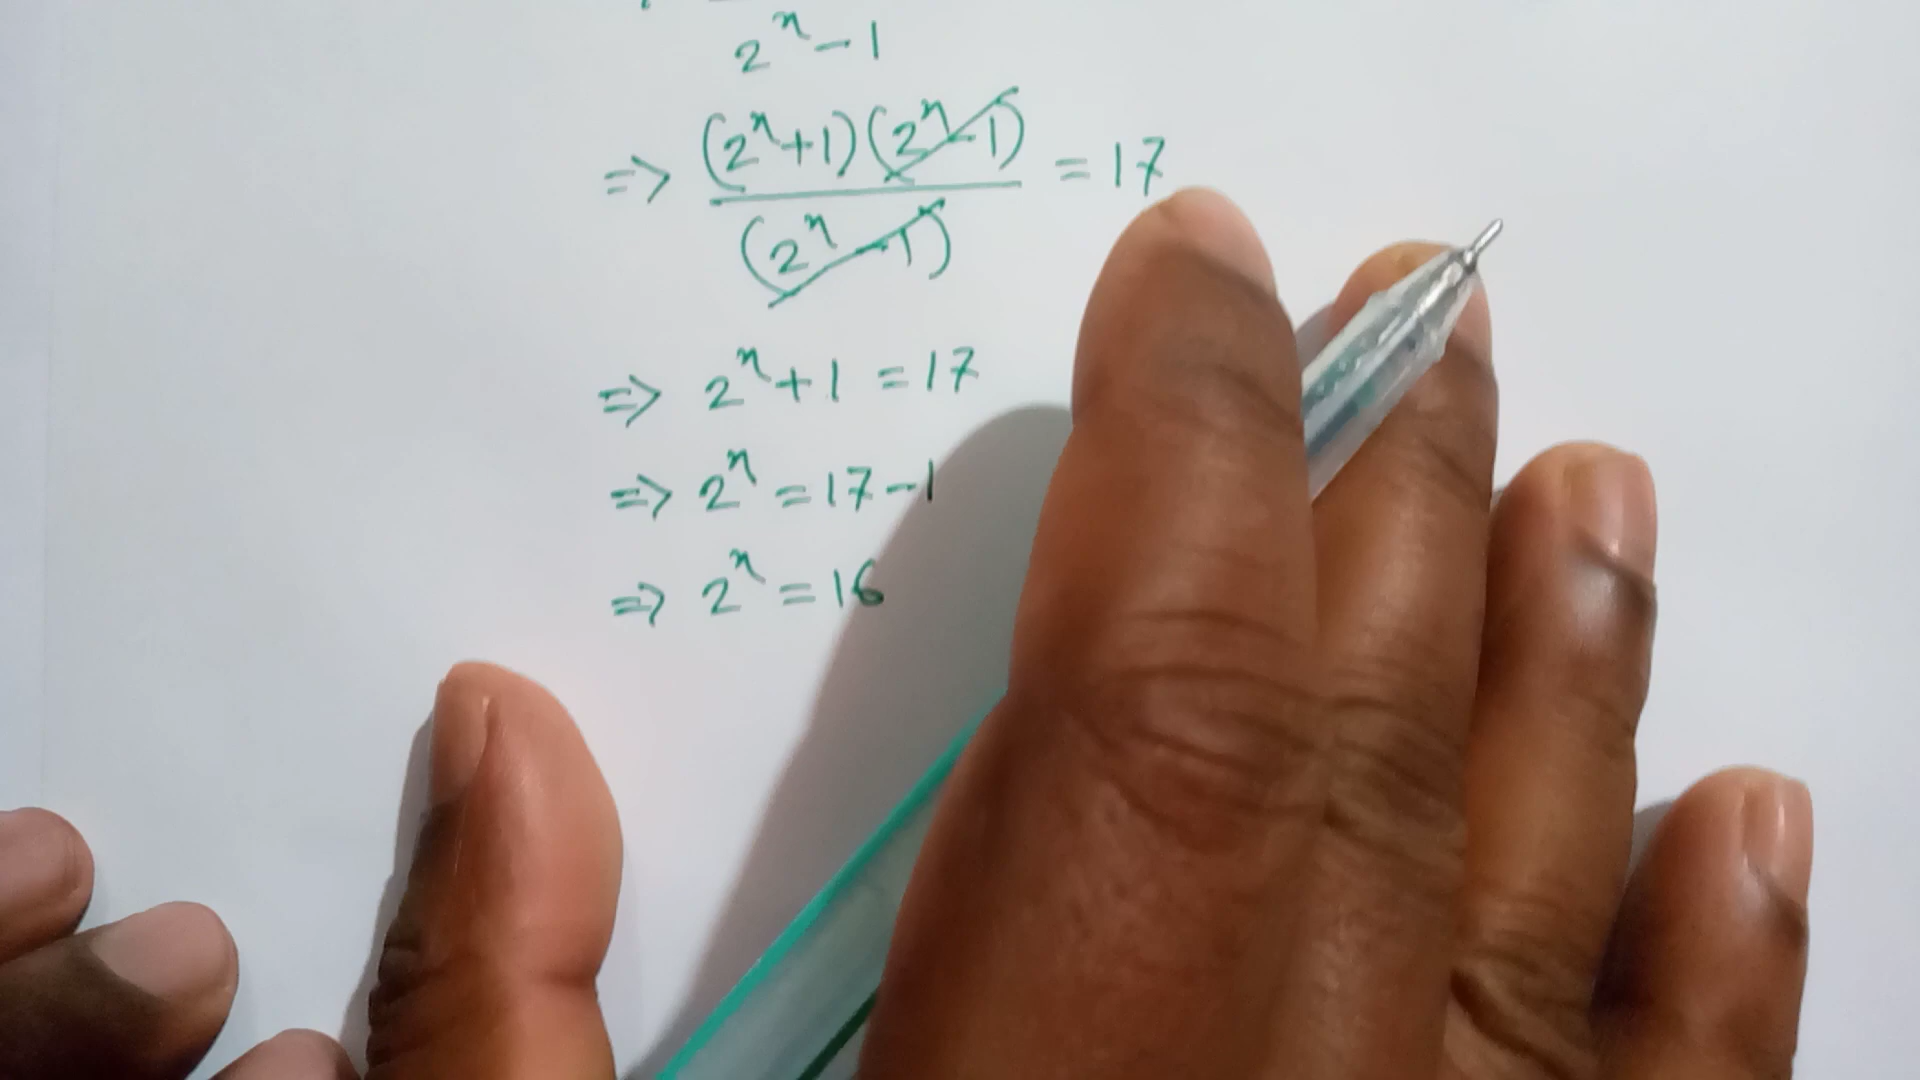 2^x - 1
=> (2^x + 1)(2^x - 1) / (2^x - 1) = 17
=> 2^x + 1 = 17
=> 2^x = 17 - 1
=> 2^x = 16